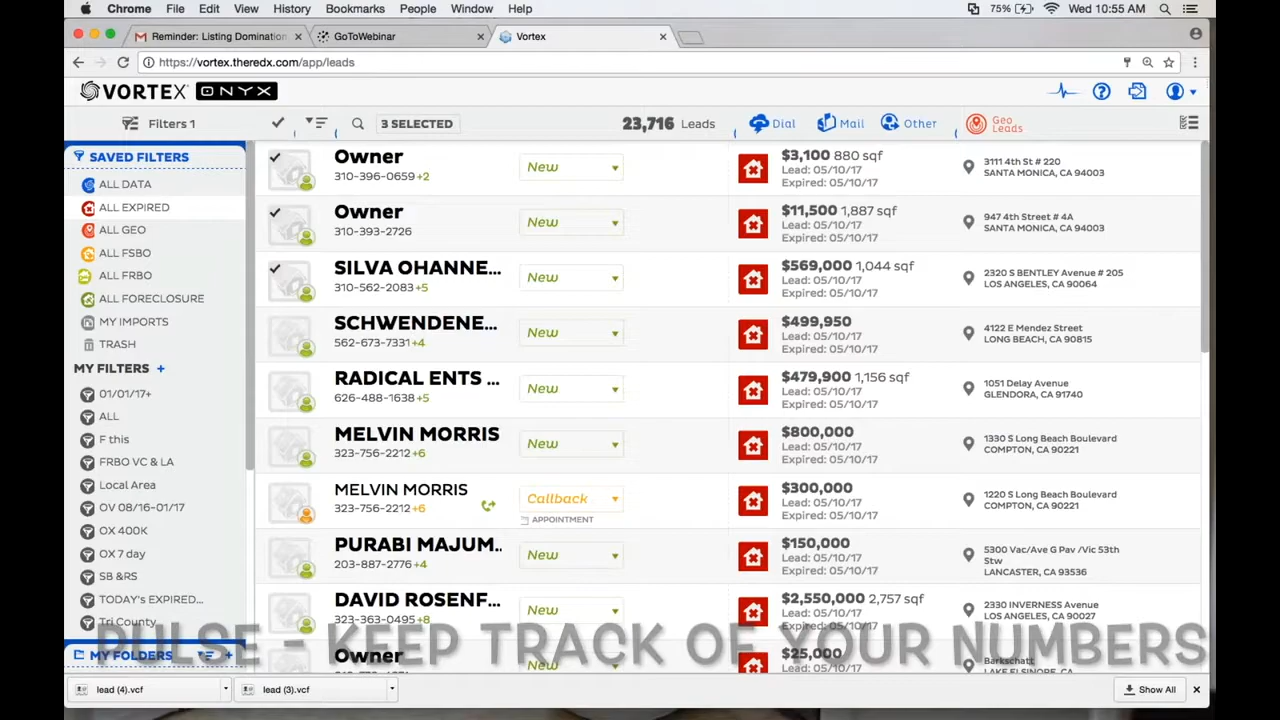 Chrome File Edit View History Bookmarks People Window Help 75% Wed 10:55 AM
Reminder: Listing Domination GoToWebinar Vortex
https://vortex.theredx.com/app/leads
VORTEX ONYX
Filters 1 3 SELECTED 23,716 Leads Dial Mail Other Geo Leads
SAVED FILTERS
ALL DATA
ALL EXPIRED
ALL GEO
ALL FSBO
ALL FRBO
ALL FORECLOSURE
MY IMPORTS
TRASH
MY FILTERS +
01/01/17+
ALL
F this
FRBO VC & LA
Local Area
OV 08/16-01/17
OX 400K
OX 7 day
SB &RS
TODAY's EXPIRED...
Tri County
MY FOLDERS +
Owner New $3,100 880 sqf 3111 4th St # 220
310-396-0659 +2 Lead: 05/10/17 SANTA MONICA, CA 94003
Expired: 05/10/17
Owner New $11,500 1,887 sqf 947 4th Street # 4A
310-393-2726 Lead: 05/10/17 SANTA MONICA, CA 94003
Expired: 05/10/17
SILVA OHANNE... New $569,000 1,044 sqf 2320 S BENTLEY Avenue # 205
310-562-2083 +5 Lead: 05/10/17 LOS ANGELES, CA 90064
Expired: 05/10/17
SCHWENDENE... New $499,950 4122 E Mendez Street
562-673-7331 +4 Lead: 05/10/17 LONG BEACH, CA 90815
Expired: 05/10/17
RADICAL ENTS ... New $479,900 1,156 sqf 1051 Delay Avenue
626-488-1638 +5 Lead: 05/10/17 GLENDORA, CA 91740
Expired: 05/10/17
MELVIN MORRIS New $800,000 1330 S Long Beach Boulevard
323-756-2212 +6 Lead: 05/10/17 COMPTON, CA 90221
Expired: 05/10/17
MELVIN MORRIS Callback $300,000 1220 S Long Beach Boulevard
323-756-2212 +6 Lead: 05/10/17 COMPTON, CA 90221
APPOINTMENT Expired: 05/10/17
PURABI MAJUM.. New $150,000 5300 Vac/Ave G Pav /Vic 53th
203-887-2776 +4 Lead: 05/10/17 Stw
Expired: 05/10/17 LANCASTER, CA 93536
DAVID ROSENF... New $2,550,000 2,757 sqf 2330 INVERNESS Avenue
323-363-0495 +8 Lead: 05/10/17 LOS ANGELES, CA 90027
Expired: 05/10/17
Owner New $25,000 Barkschatt
LAKE ELSINORE, CA
PULSE - KEEP TRACK OF YOUR NUMBERS
lead (4).vcf lead (3).vcf Show All